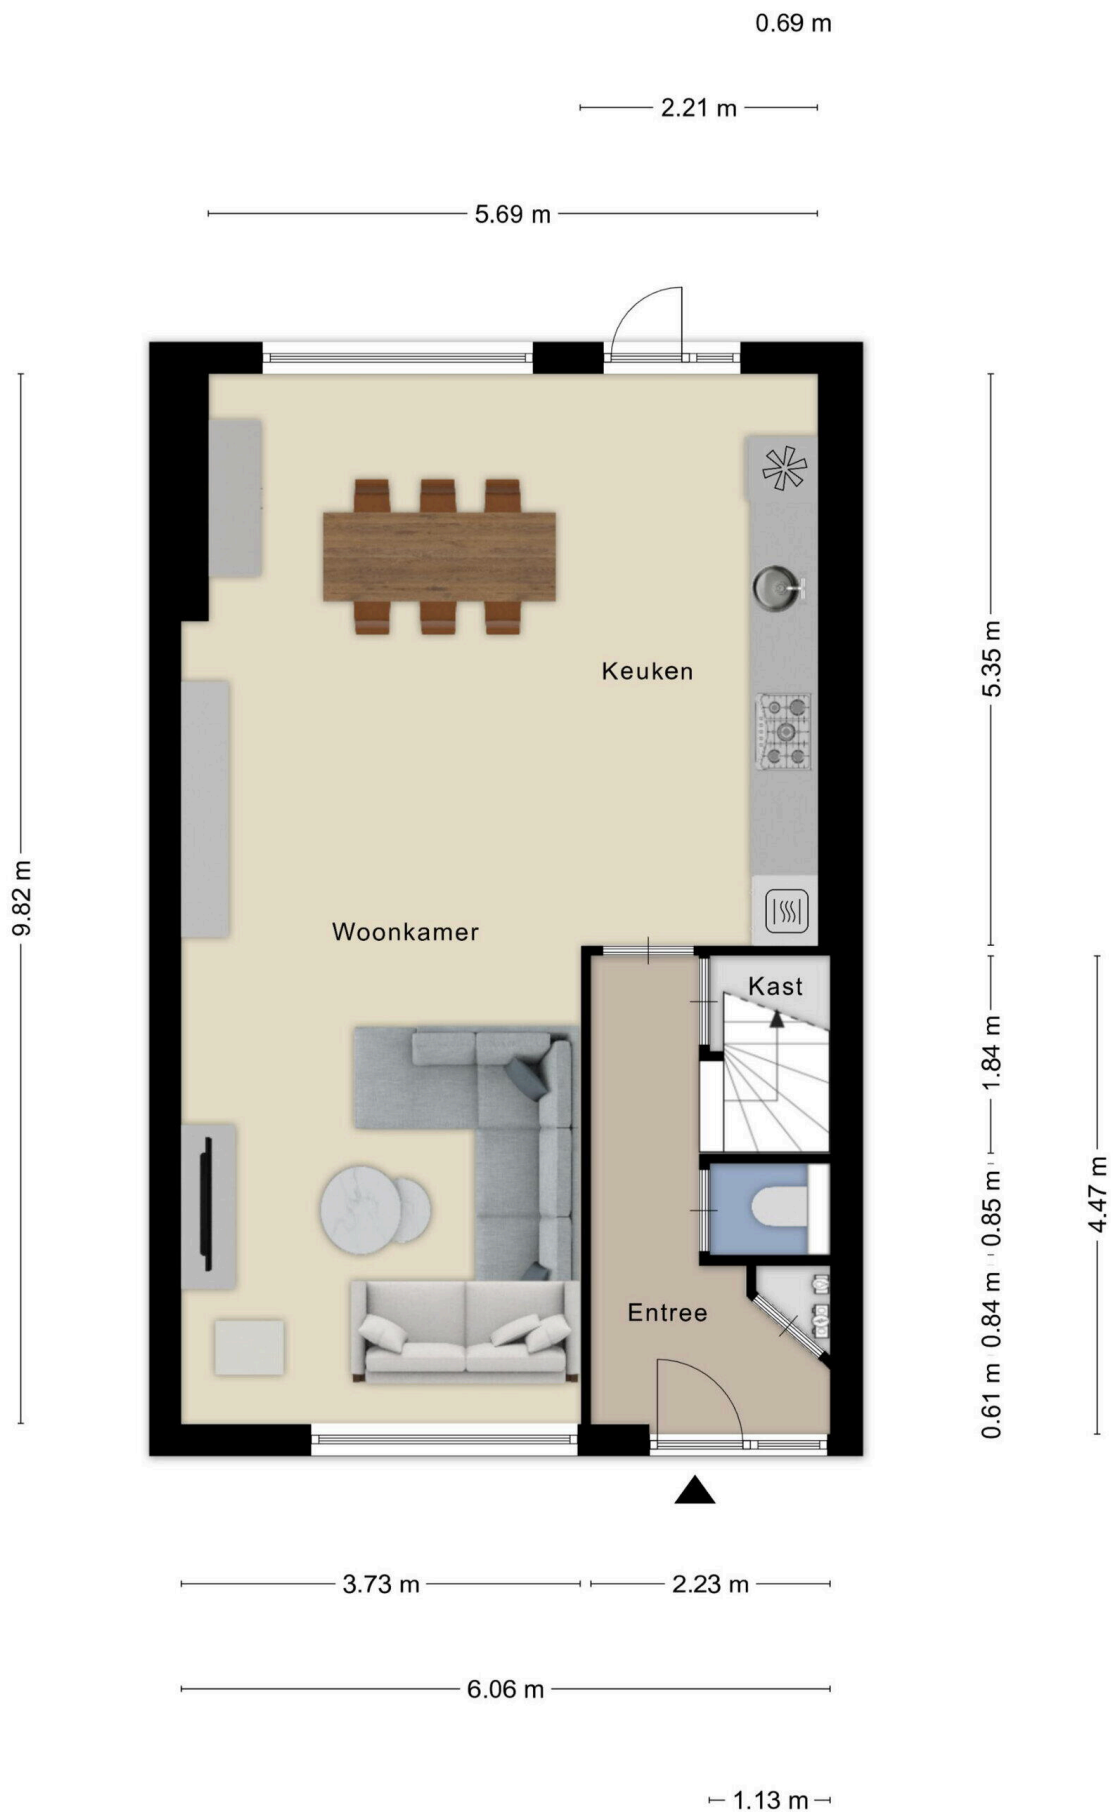 0.69 m
2.21 m
5.69 m
Keuken
5.35 m
9.82 m
Woonkamer
Kast
1.84 m
0.85 m
4.47 m
Entree
0.84 m
0.61 m
3.73 m
2.23 m
6.06 m
1.13 m